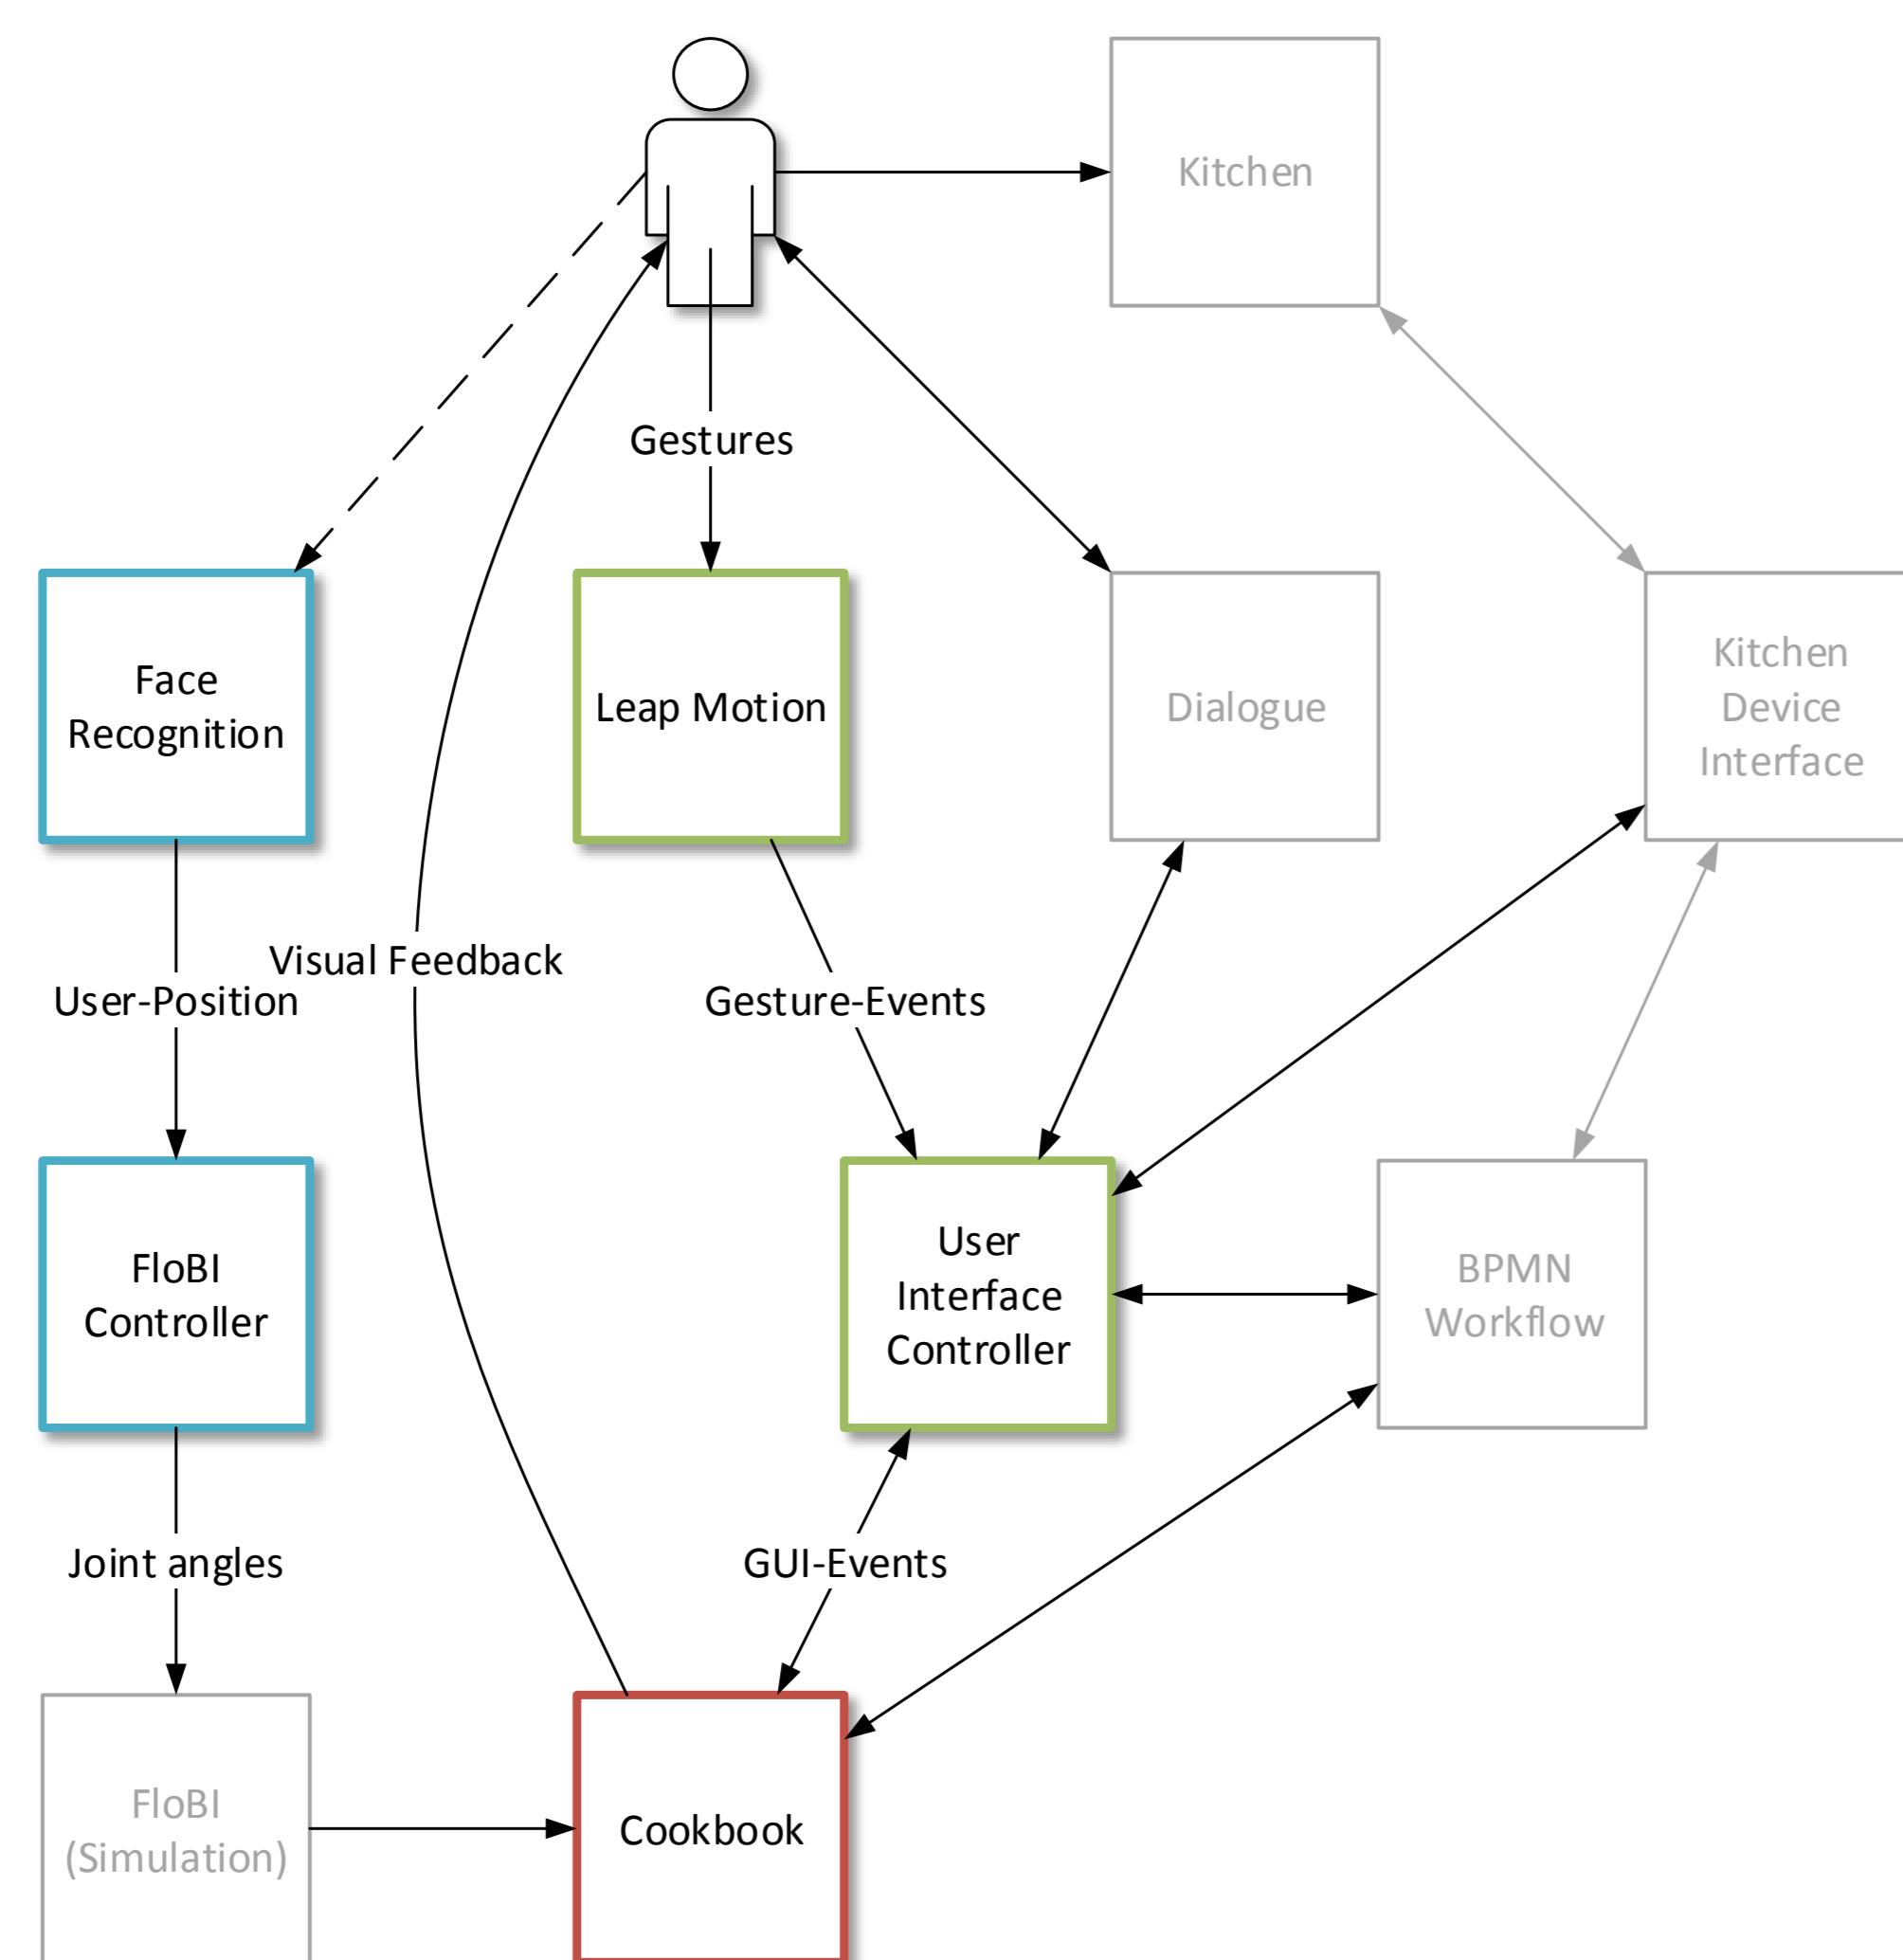 Kitchen
Gestures
Face
Recognition
Leap Motion
Dialogue
Kitchen
Device
Interface
Visual Feedback
User-Position
Gesture-Events
FloBI
Controller
User
Interface
Controller
BPMN
Workflow
Joint angles
GUI-Events
FloBI
(Simulation)
Cookbook